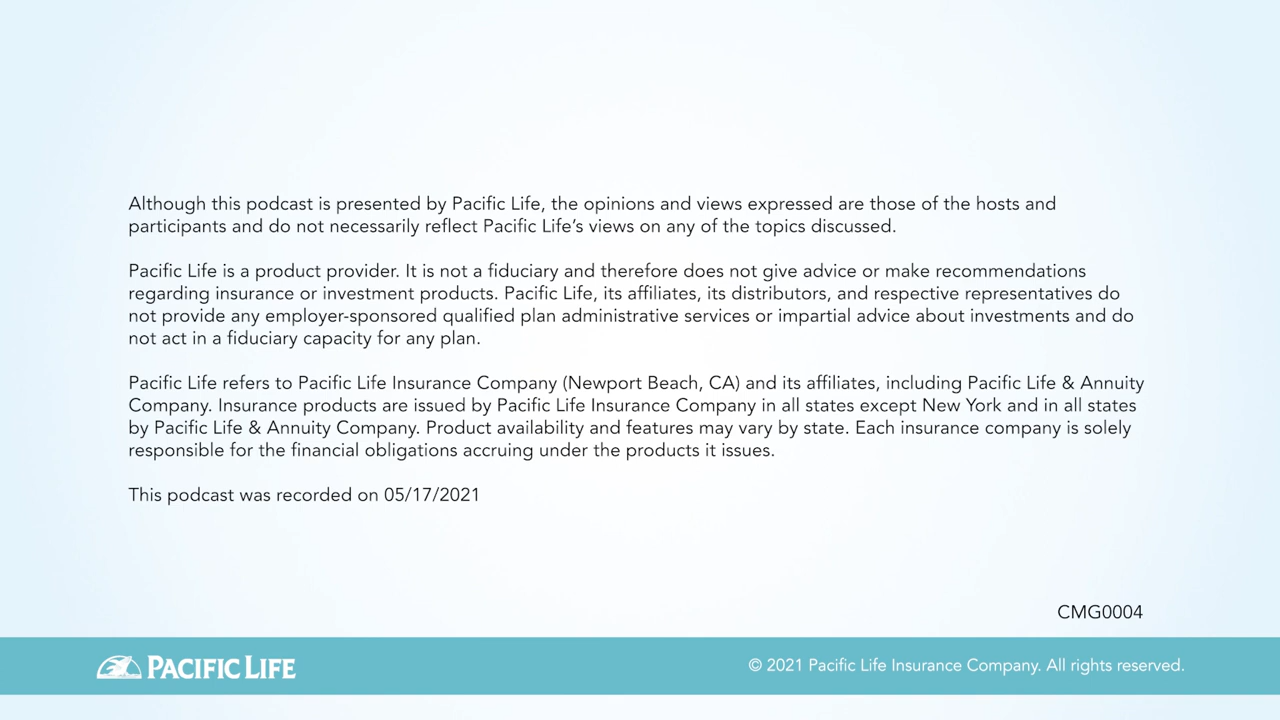 Although this podcast is presented by Pacific Life, the opinions and views expressed are those of the hosts and
participants and do not necessarily reflect Pacific Life’s views on any of the topics discussed.
Pacific Life is a product provider. It is not a fiduciary and therefore does not give advice or make recommendations
regarding insurance or investment products. Pacific Life, its affiliates, its distributors, and respective representatives do
not provide any employer-sponsored qualified plan administrative services or impartial advice about investments and do
not act in a fiduciary capacity for any plan.
Pacific Life refers to Pacific Life Insurance Company (Newport Beach, CA) and its affiliates, including Pacific Life & Annuity
Company. Insurance products are issued by Pacific Life Insurance Company in all states except New York and in all states
by Pacific Life & Annuity Company. Product availability and features may vary by state. Each insurance company is solely
responsible for the financial obligations accruing under the products it issues.
This podcast was recorded on 05/17/2021
CMG0004
PACIFIC LIFE
© 2021 Pacific Life Insurance Company. All rights reserved.